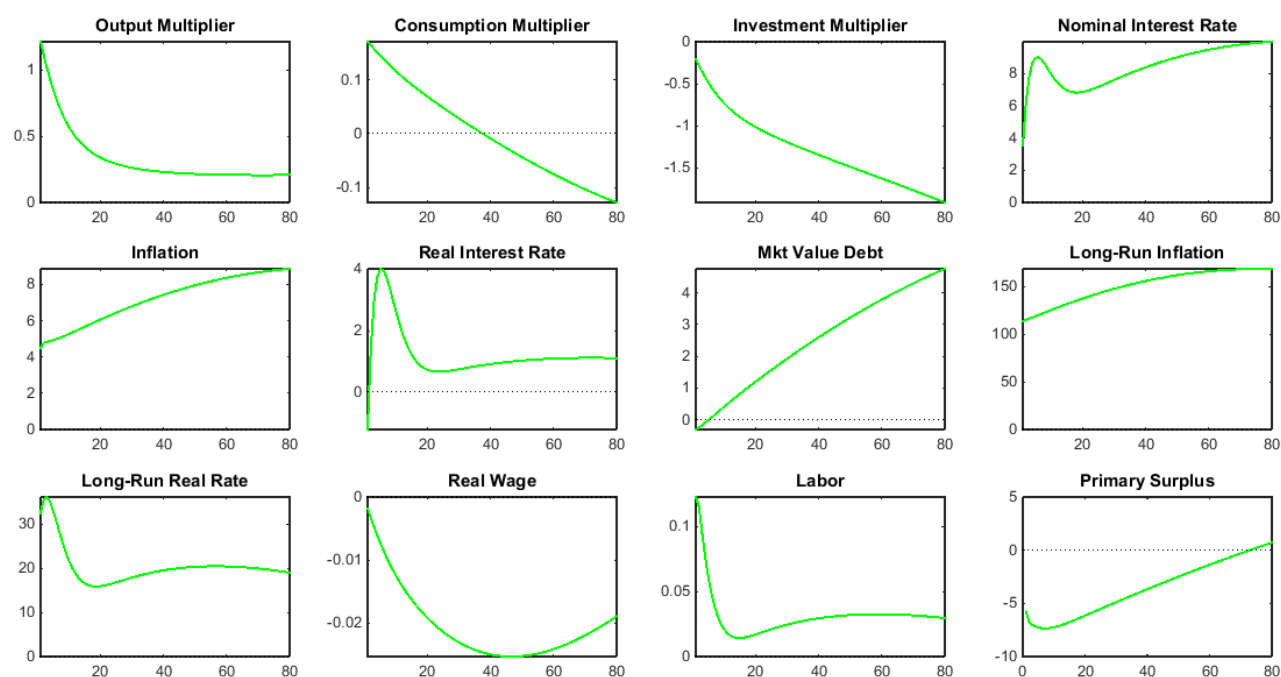 Output Multiplier
1
0.5
0
20 40 60 80
Consumption Multiplier
0.1
0
-0.1
20 40 60 80
Investment Multiplier
0
-0.5
-1
-1.5
20 40 60 80
Nominal Interest Rate
8
6
4
2
0
0 20 40 60 80
Inflation
8
6
4
2
0
20 40 60 80
Real Interest Rate
4
2
0
20 40 60 80
Mkt Value Debt
4
3
2
1
0
20 40 60 80
Long-Run Inflation
150
100
50
0
0 20 40 60 80
Long-Run Real Rate
30
20
10
0
20 40 60 80
Real Wage
0
-0.01
-0.02
20 40 60 80
Labor
0.1
0.05
0
20 40 60 80
Primary Surplus
5
0
-5
-10
0 20 40 60 80